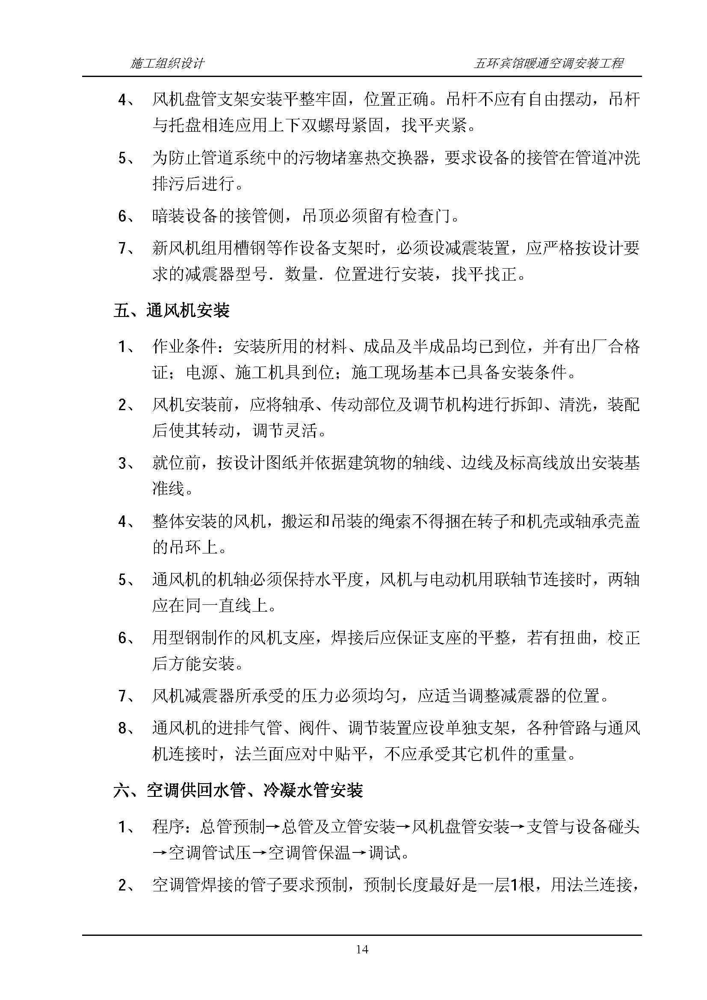 施工组织设计 五环宾馆暖通空调安装工程
4、 风机盘管支架安装平整牢固，位置正确。吊杆不应有自由摆动，吊杆
与托盘相连应用上下双螺母紧固，找平夹紧。
5、 为防止管道系统中的污物堵塞热交换器，要求设备的接管在管道冲洗
排污后进行。
6、 暗装设备的接管侧，吊顶必须留有检查门。
7、 新风机组用槽钢等作设备支架时，必须设减震装置，应严格按设计要
求的减震器型号．数量．位置进行安装，找平找正。
五、通风机安装
1、 作业条件：安装所用的材料、成品及半成品均已到位，并有出厂合格
证；电源、施工机具到位；施工现场基本已具备安装条件。
2、 风机安装前，应将轴承、传动部位及调节机构进行拆卸、清洗，装配
后使其转动，调节灵活。
3、 就位前，按设计图纸并依据建筑物的轴线、边线及标高线放出安装基
准线。
4、 整体安装的风机，搬运和吊装的绳索不得捆在转子和机壳或轴承壳盖
的吊环上。
5、 通风机的机轴必须保持水平度，风机与电动机用联轴节连接时，两轴
应在同一直线上。
6、 用型钢制作的风机支座，焊接后应保证支座的平整，若有扭曲，校正
后方能安装。
7、 风机减震器所承受的压力必须均匀，应适当调整减震器的位置。
8、 通风机的进排气管、阀件、调节装置应设单独支架，各种管路与通风
机连接时，法兰面应对中贴平，不应承受其它机件的重量。
六、空调供回水管、冷凝水管安装
1、 程序：总管预制→总管及立管安装→风机盘管安装→支管与设备碰头
→空调管试压→空调管保温→调试。
2、 空调管焊接的管子要求预制，预制长度最好是一层1根，用法兰连接，
14